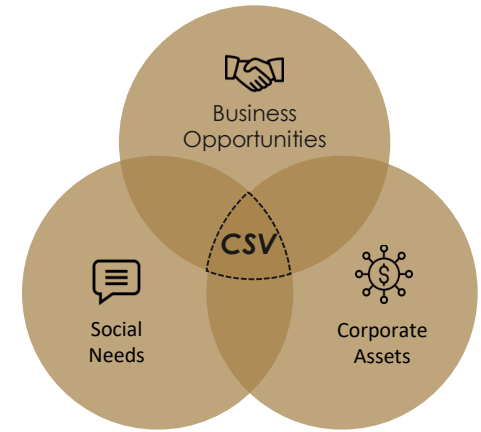 Business
Opportunities
CSV
$
Social
Needs
Corporate
Assets